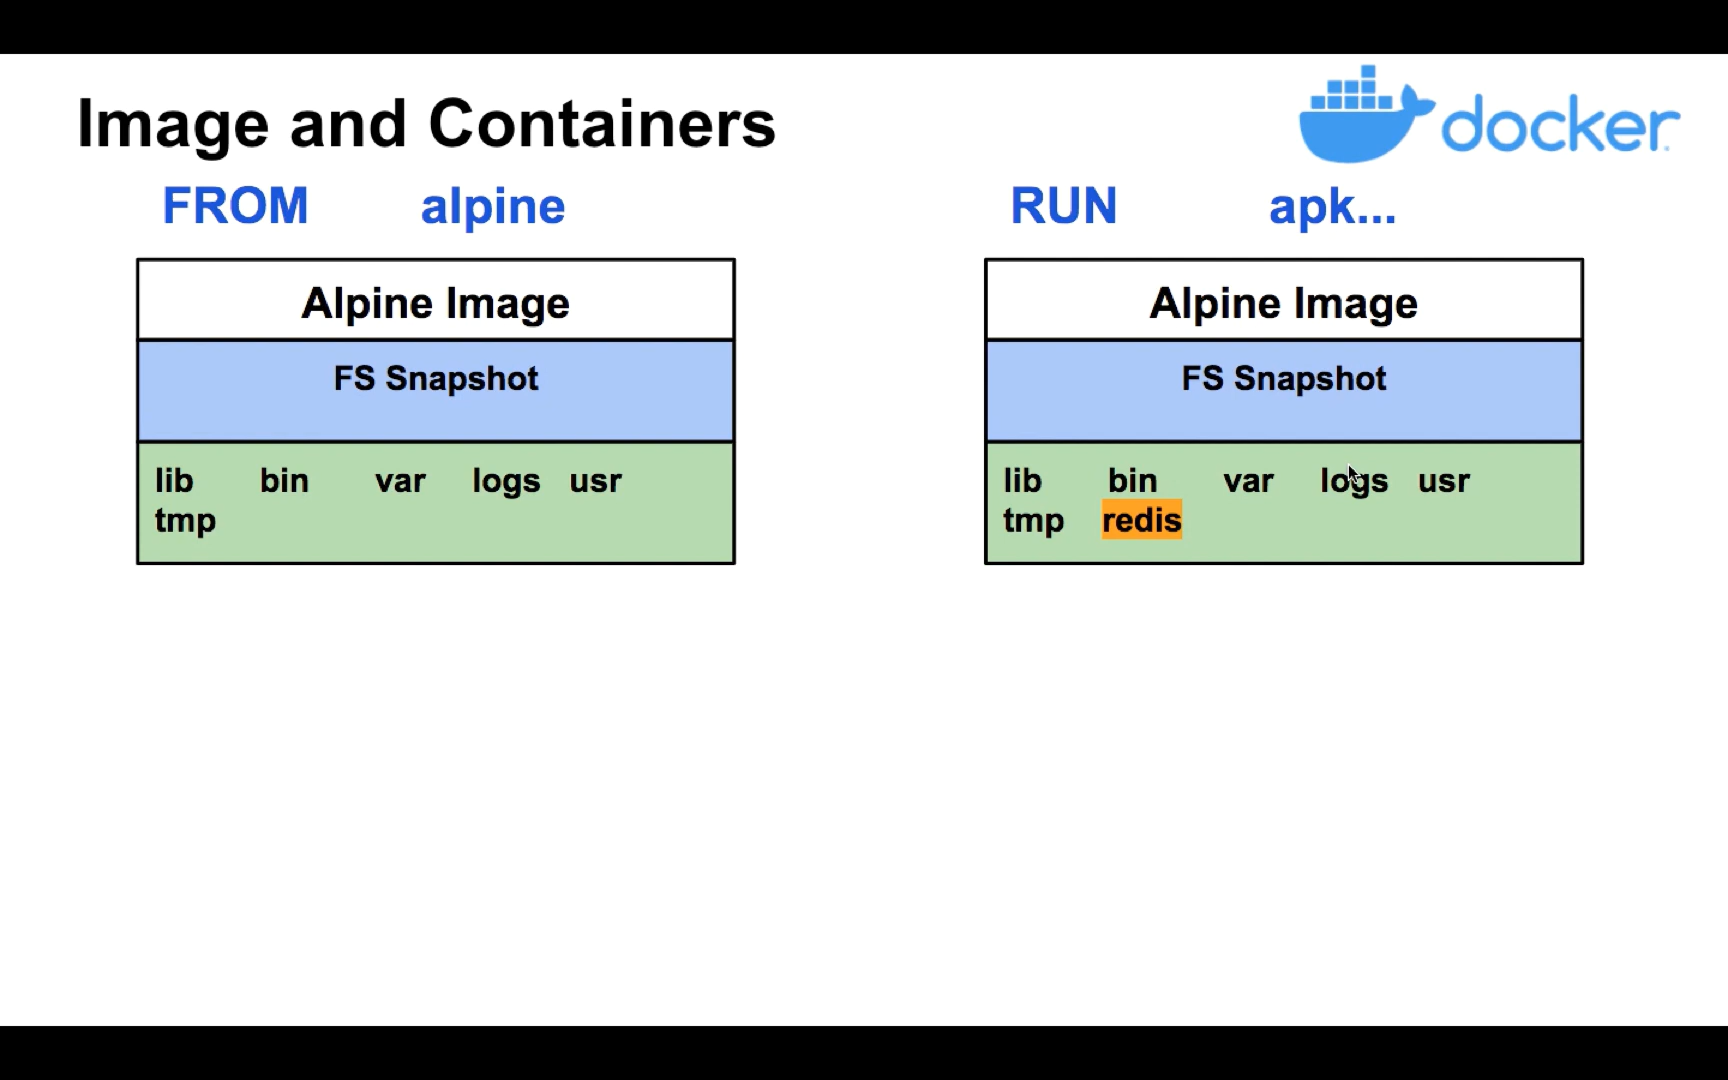 Image and Containers
docker
FROM alpine
Alpine Image
FS Snapshot
lib bin var logs usr
tmp
RUN apk...
Alpine Image
FS Snapshot
lib bin var logs usr
tmp redis